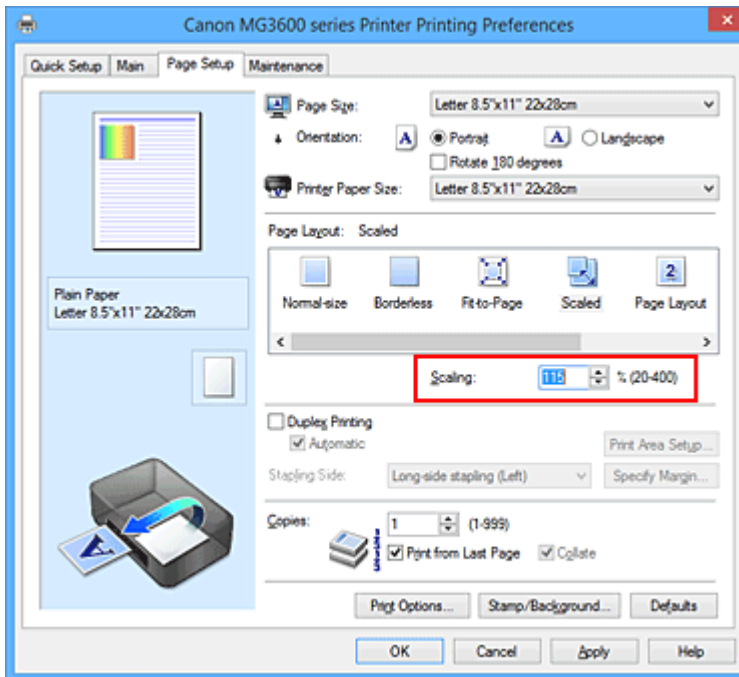 Canon MG3600 series Printer Printing Preferences
Quick Setup Main Page Setup Maintenance
Page Size: Letter 8.5"x11" 22x28cm
Orientation: A Portrait A Landscape
Rotate 180 degrees
Printer Paper Size: Letter 8.5"x11" 22x28cm
Page Layout: Scaled
Normal-size Borderless Fit-to-Page Scaled 2 Page Layout
Plain Paper
Letter 8.5"x11" 22x28cm
Scaling: 115 % (20-400)
Duplex Printing
Automatic Print Area Setup...
Stapling Side: Long-side stapling (Left) Specify Margin...
Copies: 1 (1-999)
Print from Last Page Collate
A
Print Options... Stamp/Background... Defaults
OK Cancel Apply Help